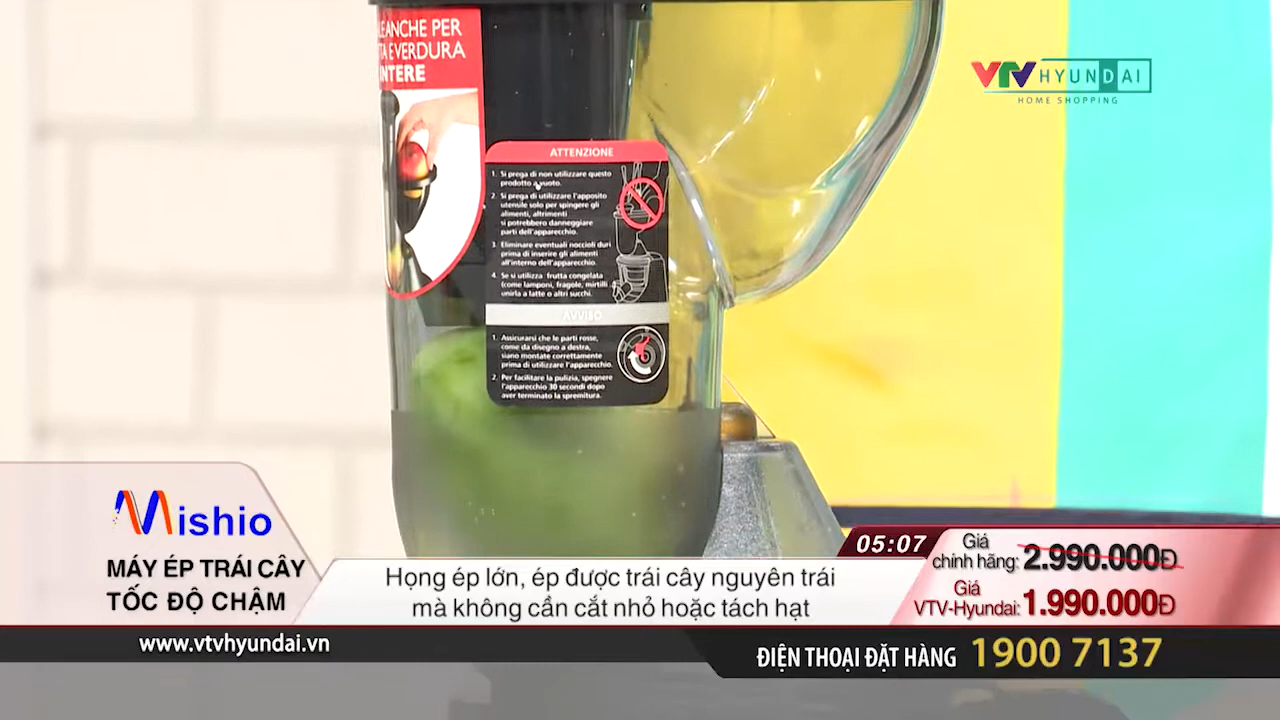 LEANCHE PER
TTA E VERDURA
INTERE
VTV HYUNDAI
HOME SHOPPING
ATTENZIONE
1. Si prega di non utilizzare questo
prodotto a vuoto.
2. Si prega di utilizzare l'apposito
utensile solo per spingere gli
alimenti, altrimenti
si potrebbero danneggiare
parti dell'apparecchio.
3. Eliminare eventuali noccioli duri
prima di inserire gli alimenti
all'interno dell'apparecchio.
4. Se si utilizza frutta congelata
(come lamponi, fragole, mirtilli
unirla a latte o altri succhi.
AVVISO
1. Assicurarsi che le parti rosse,
come da disegno a destra,
siano montate correttamente
prima di utilizzare l'apparecchio.
2. Per facilitare la pulizia, spegnere
l'apparecchio 30 secondi dopo
aver terminato la spremitura.
Mishio
MÁY ÉP TRÁI CÂY
TỐC ĐỘ CHẬM
Họng ép lớn, ép được trái cây nguyên trái
mà không cần cắt nhỏ hoặc tách hạt
05:07
Giá
chính hãng: 2.990.000Đ
Giá
VTV-Hyundai: 1.990.000Đ
www.vtvhyundai.vn
ĐIỆN THOẠI ĐẶT HÀNG 1900 7137